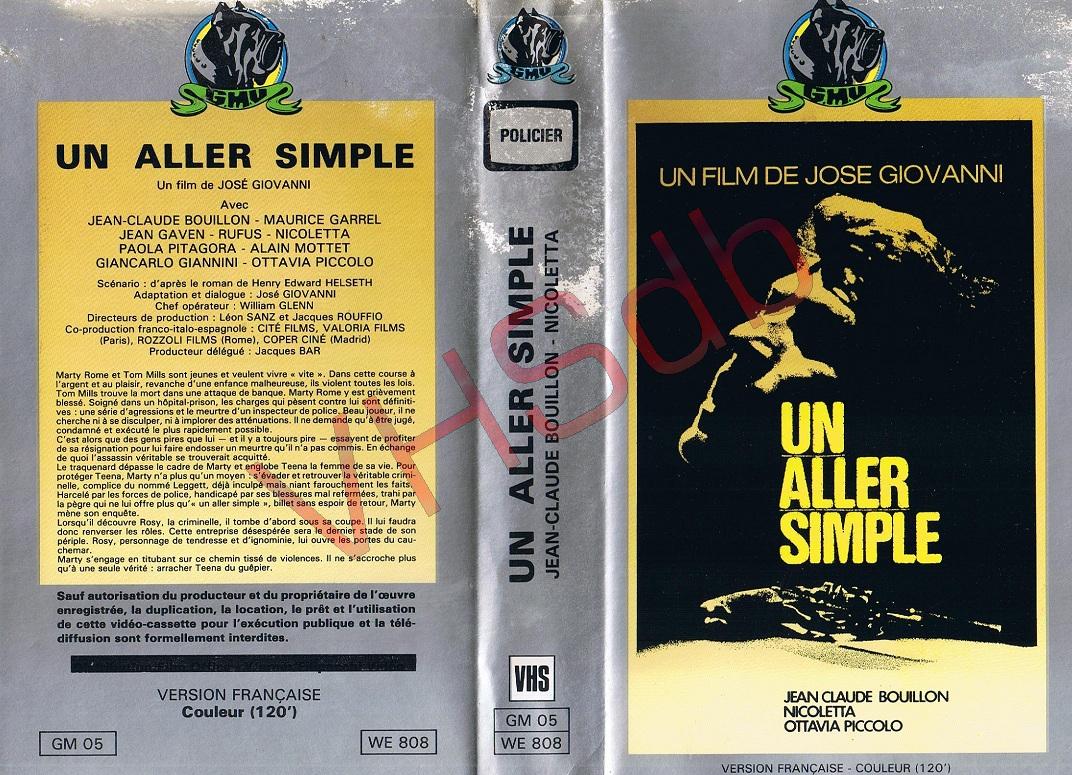 GMV
UN ALLER SIMPLE
Un film de JOSÉ GIOVANNI
Avec
JEAN-CLAUDE BOUILLON - MAURICE GARREL
JEAN GAVEN - RUFUS - NICOLETTA
PAOLA PITAGORA - ALAIN MOTTET
GIANCARLO GIANNINI - OTTAVIA PICCOLO
Scénario : d'après le roman de Henry Edward HELSETH
Adaptation et dialogue : José GIOVANNI
Chef opérateur : William GLENN
Directeurs de production : Léon SANZ et Jacques ROUFFIO
Co-production franco-italo-espagnole : CITÉ FILMS, VALORIA FILMS
(Paris), ROZZOLI FILMS (Rome), COPER CINÉ (Madrid)
Producteur délégué : Jacques BAR
Marty Rome et Tom Mills sont jeunes et veulent vivre « vite ». Dans cette course à
l'argent et au plaisir, revanche d'une enfance malheureuse, ils violent toutes les lois.
Tom Mills trouve la mort dans une attaque de banque. Marty Rome y est grièvement
blessé. Soigné dans un hôpital-prison, les charges qui pèsent contre lui sont définiti-
ves : une série d'agressions et le meurtre d'un inspecteur de police. Beau joueur, il ne
cherche ni à se disculper, ni à implorer des atténuations. Il ne demande qu'à être jugé,
condamné et exécuté le plus rapidement possible.
C'est alors que des gens pires que lui — et il y a toujours pire — essayent de profiter
de sa résignation pour lui faire endosser un meurtre qu'il n'a pas commis. En échange
de quoi l'assassin véritable se trouverait acquitté.
Le traquenard dépasse le cadre de Marty et englobe Teena la femme de sa vie. Pour
protéger Teena, Marty n'a plus qu'un moyen : s'évader et retrouver la véritable crimi-
nelle, complice du nommé Leggett, déjà inculpé mais niant farouchement les faits.
Harcelé par les forces de police, handicapé par ses blessures mal refermées, trahi par
la pègre qui ne lui offre plus qu'« un aller simple », billet sans espoir de retour, Marty
mène son enquête.
Lorsqu'il découvre Rosy, la criminelle, il tombe d'abord sous sa coupe. Il lui faudra
donc renverser les rôles. Cette entreprise désespérée sera le dernier stade de son
périple. Rosy, personnage de tendresse et d'ignominie, lui ouvre les portes du cau-
chemar.
Marty s'engage en titubant sur ce chemin tissé de violences. Il ne s'accroche plus
qu'à une seule vérité : arracher Teena du guêpier.
Sauf autorisation du producteur et du propriétaire de l'œuvre
enregistrée, la duplication, la location, le prêt et l'utilisation
de cette vidéo-cassette pour l'exécution publique et la télé-
diffusion sont formellement interdites.
VERSION FRANÇAISE
Couleur (120')
GM 05
WE 808
GMV
POLICIER
UN ALLER SIMPLE
JEAN-CLAUDE BOUILLON - NICOLETTA
VHS
GM 05
WE 808
GMV
UN FILM DE JOSE GIOVANNI
UN
ALLER
SIMPLE
JEAN CLAUDE BOUILLON
NICOLETTA
OTTAVIA PICCOLO
VERSION FRANÇAISE - COULEUR (120')
VHSdb